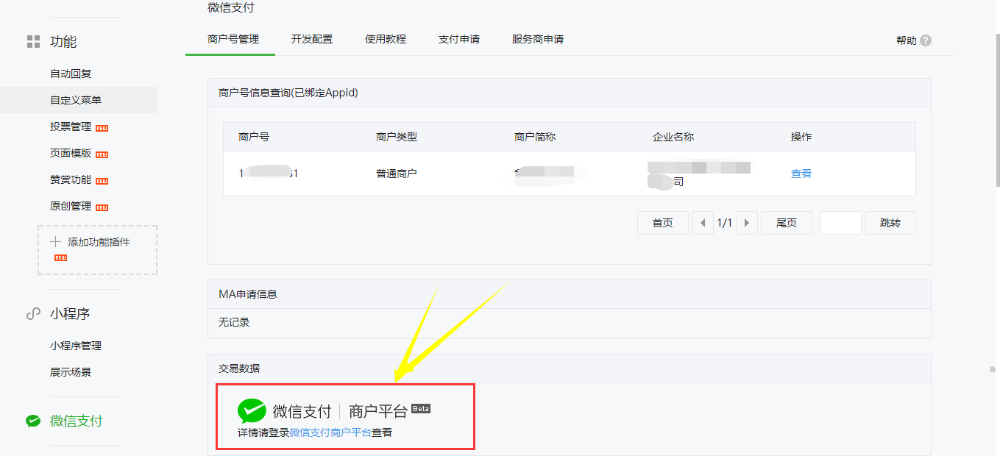 微信支付
商户号管理 开发配置 使用教程 支付申请 服务商申请 帮助 ?
功能
自动回复
自定义菜单
投票管理 NEW
页面模版 NEW
赞赏功能 NEW
原创管理 NEW
添加功能插件
NEW
小程序
小程序管理
展示场景
微信支付
商户号信息查询(已绑定Appid)
商户号 商户类型 商户简称 企业名称 操作
普通商户 查看
司
首页 1/1 尾页 跳转
MA申请信息
无记录
交易数据
微信支付 商户平台 Beta
详情请登录微信支付商户平台查看